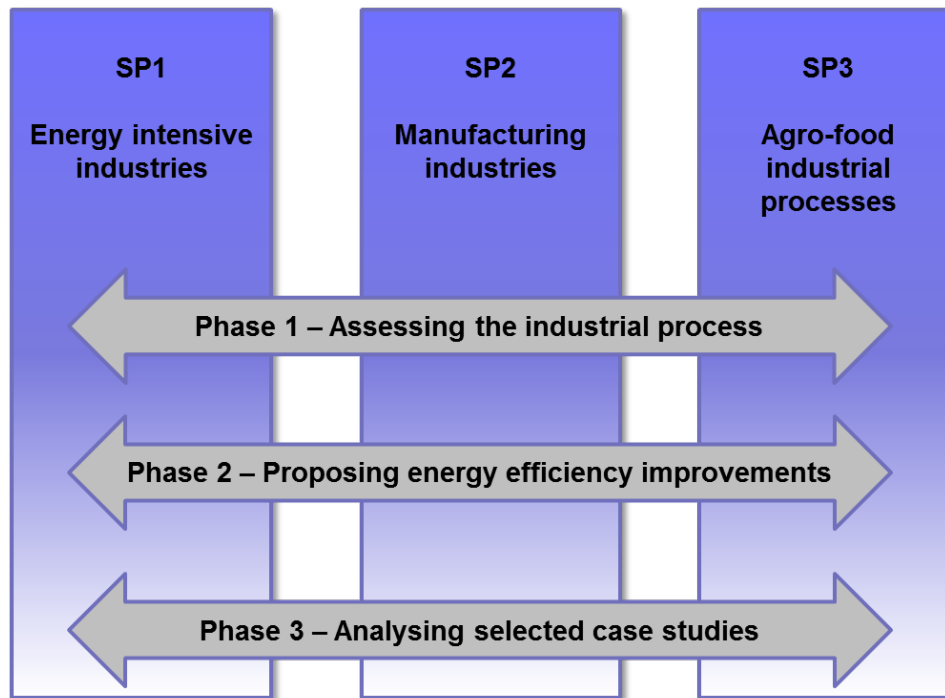 SP1
Energy intensive
industries
SP2
Manufacturing
industries
SP3
Agro-food
industrial
processes
Phase 1 – Assessing the industrial process
Phase 2 – Proposing energy efficiency improvements
Phase 3 – Analysing selected case studies